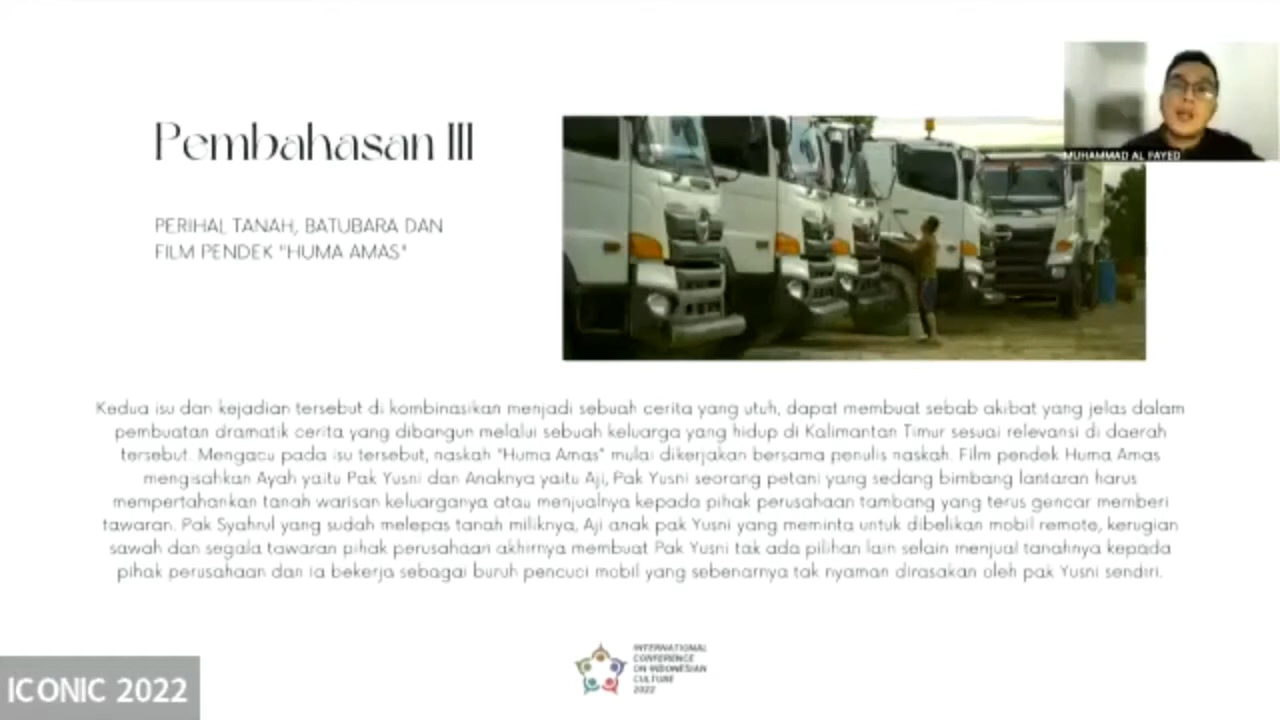 MUHAMMAD AL FAYED
Pembahasan III
PERIHAL TANAH, BATUBARA DAN
FILM PENDEK "HUMA AMAS"
Kedua isu dan kejadian tersebut di kombinasikan menjadi sebuah cerita yang utuh, dapat membuat sebab akibat yang jelas dalam
pembuatan dramatik cerita yang dibangun melalui sebuah keluarga yang hidup di Kalimantan Timur sesuai relevansi di daerah
tersebut. Mengacu pada isu tersebut, naskah "Huma Amas" mulai dikerjakan bersama penulis naskah. Film pendek Huma Amas
mengisahkan Ayah yaitu Pak Yusni dan Anaknya yaitu Aji, Pak Yusni seorang petani yang sedang bimbang lantaran harus
mempertahankan tanah warisan keluarganya atau menjualnya kepada pihak perusahaan tambang yang terus gencar memberi
tawaran. Pak Syahrul yang sudah melepas tanah miliknya, Aji anak pak Yusni yang meminta untuk dibelikan mobil remote, kerugian
sawah dan segala tawaran pihak perusahaan akhirnya membuat Pak Yusni tak ada pilihan lain selain menjual tanahnya kepada
pihak perusahaan dan ia bekerja sebagai buruh pencuci mobil yang sebenarnya tak nyaman dirasakan oleh pak Yusni sendiri.
INTERNATIONAL
CONFERENCE
ON INDONESIAN
CULTURE
2022
ICONIC 2022